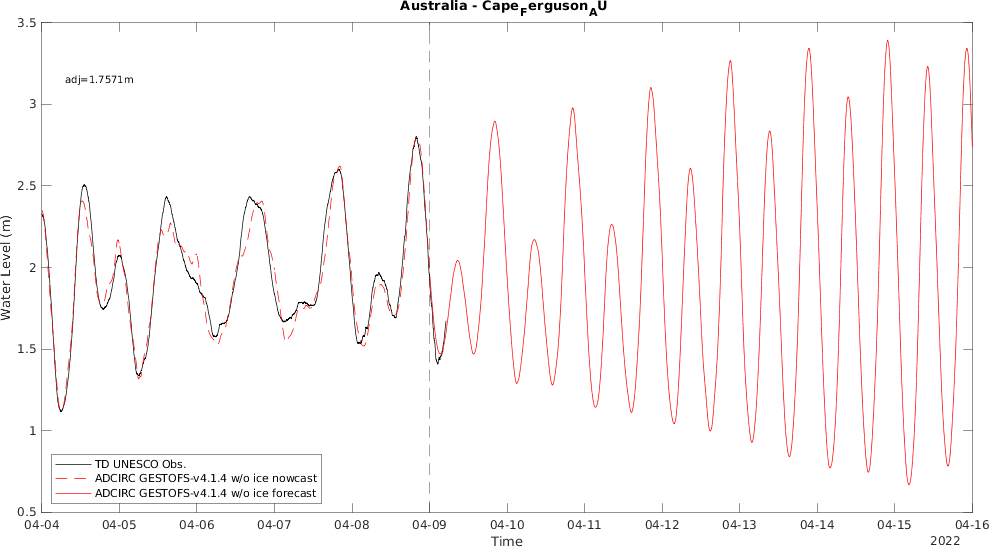 Australia - Cape_Ferguson_AU
adj=1.7571m
3.5
3
2.5
2
1.5
1
0.5
Water Level (m)
TD UNESCO Obs.
ADCIRC GESTOFS-v4.1.4 w/o ice nowcast
ADCIRC GESTOFS-v4.1.4 w/o ice forecast
04-04 04-05 04-06 04-07 04-08 04-09 04-10 04-11 04-12 04-13 04-14 04-15 04-16
Time
2022